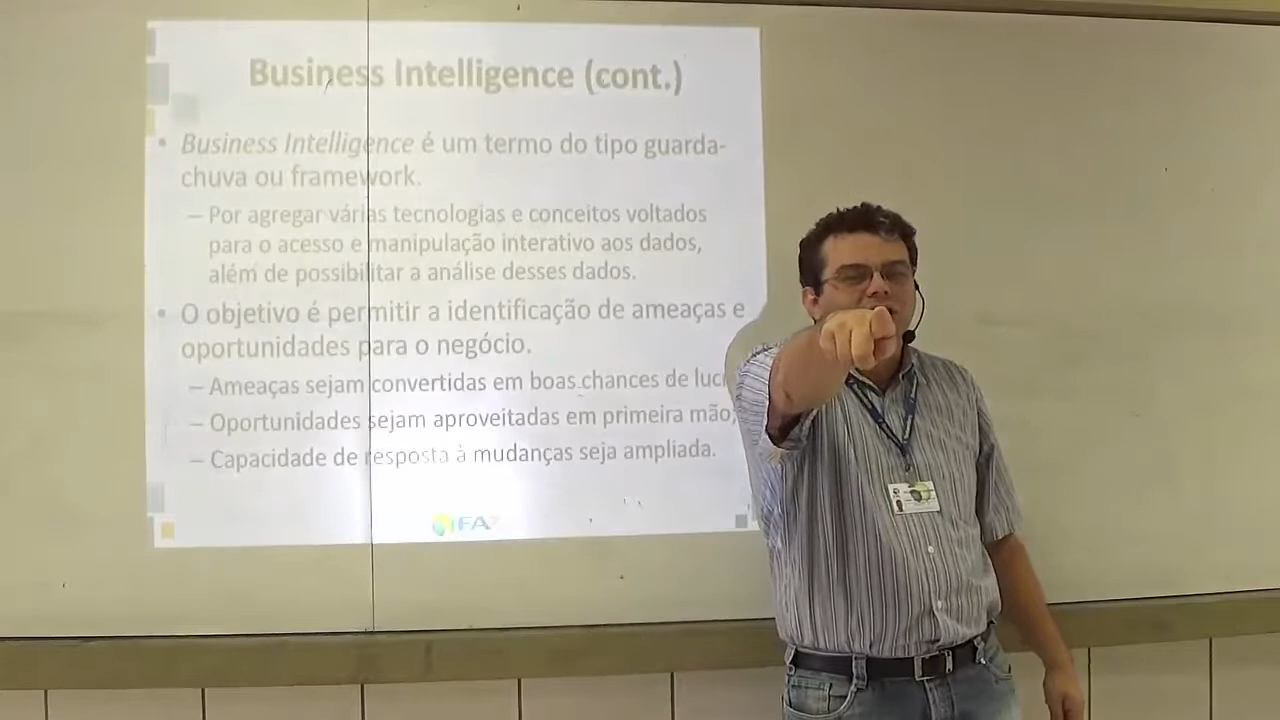 Business Intelligence (cont.)
• Business Intelligence é um termo do tipo guarda-
chuva ou framework.
– Por agregar várias tecnologias e conceitos voltados
para o acesso e manipulação interativo aos dados,
além de possibilitar a análise desses dados.
• O objetivo é permitir a identificação de ameaças e
oportunidades para o negócio.
– Ameaças sejam convertidas em boas chances de
– Oportunidades sejam aproveitadas em primeira mão;
– Capacidade de resposta à mudanças seja ampliada.